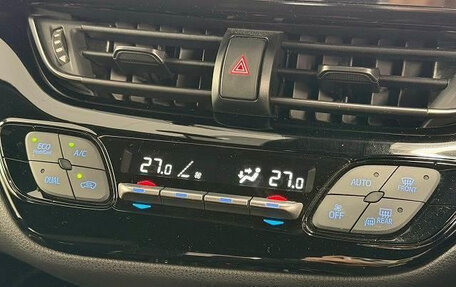 27.0 27.0
ECO A/C
DUAL
AUTO FRONT
OFF REAR